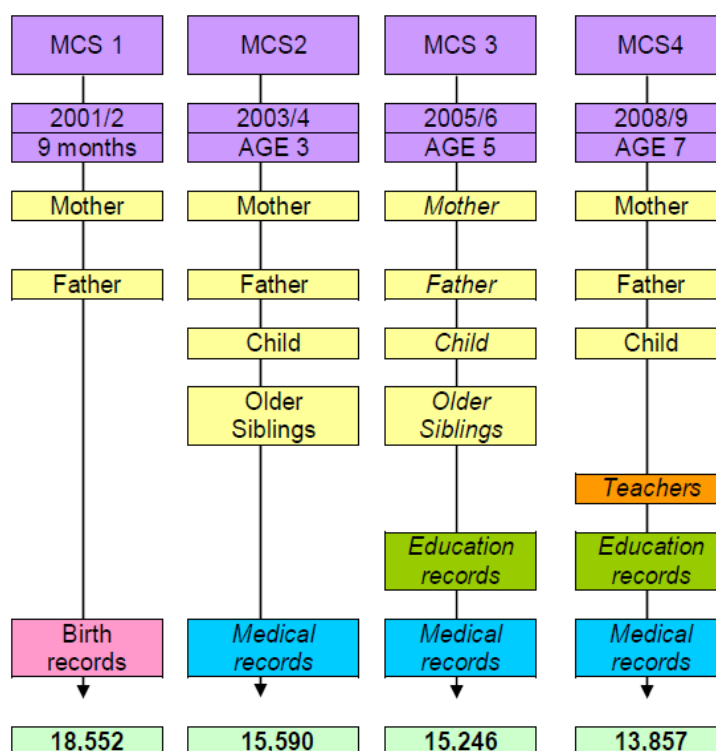 MCS 1
MCS2
MCS 3
MCS4
2001/2
2003/4
2005/6
2008/9
9 months
AGE 3
AGE 5
AGE 7
Mother
Mother
Mother
Mother
Father
Father
Father
Father
Child
Child
Child
Older
Siblings
Older
Siblings
Teachers
Education
records
Education
records
Birth
records
Medical
records
Medical
records
Medical
records
18,552
15,590
15,246
13,857